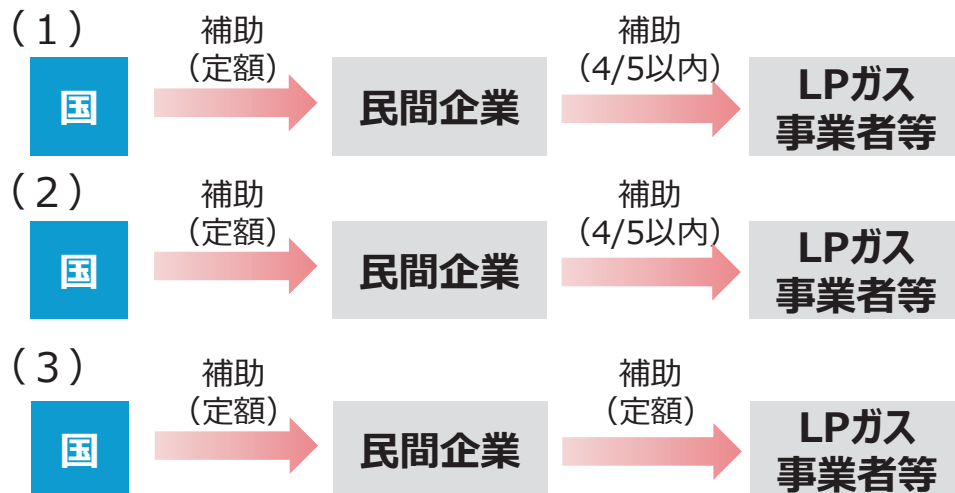 （１）
補助
（定額）
補助
（4/5以内）
国
民間企業
LPガス
事業者等
（２）
補助
（定額）
補助
（4/5以内）
国
民間企業
LPガス
事業者等
（３）
補助
（定額）
補助
（定額）
国
民間企業
LPガス
事業者等